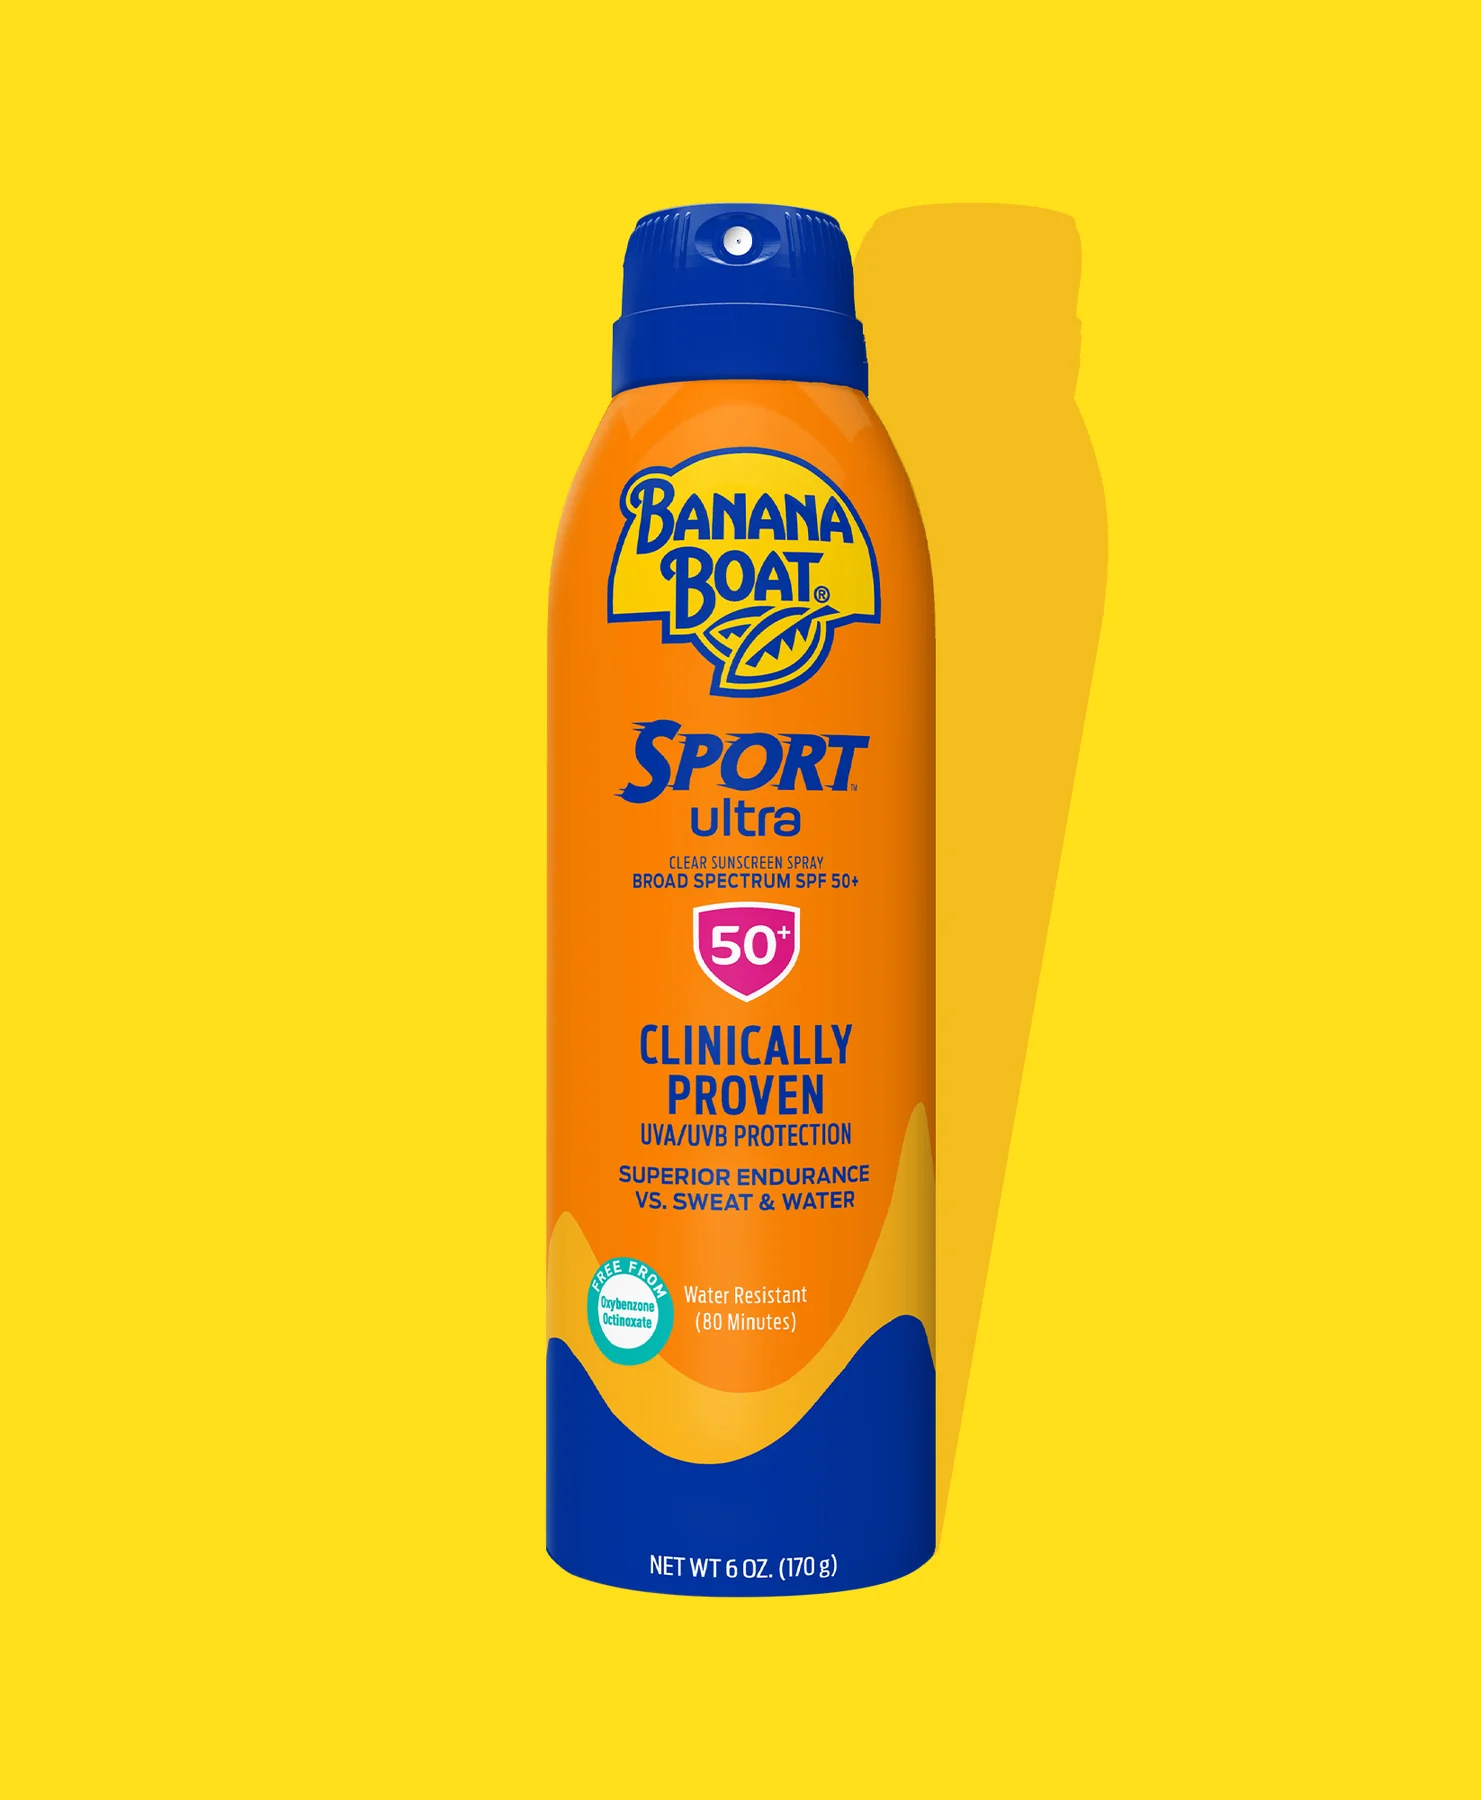 BANANA
BOAT®
SPORT™
ultra
CLEAR SUNSCREEN SPRAY
BROAD SPECTRUM SPF 50+
50+
CLINICALLY
PROVEN
UVA/UVB PROTECTION
SUPERIOR ENDURANCE
VS. SWEAT & WATER
FREE FROM
Oxybenzone
Octinoxate
Water Resistant
(80 Minutes)
NET WT 6 OZ. (170 g)